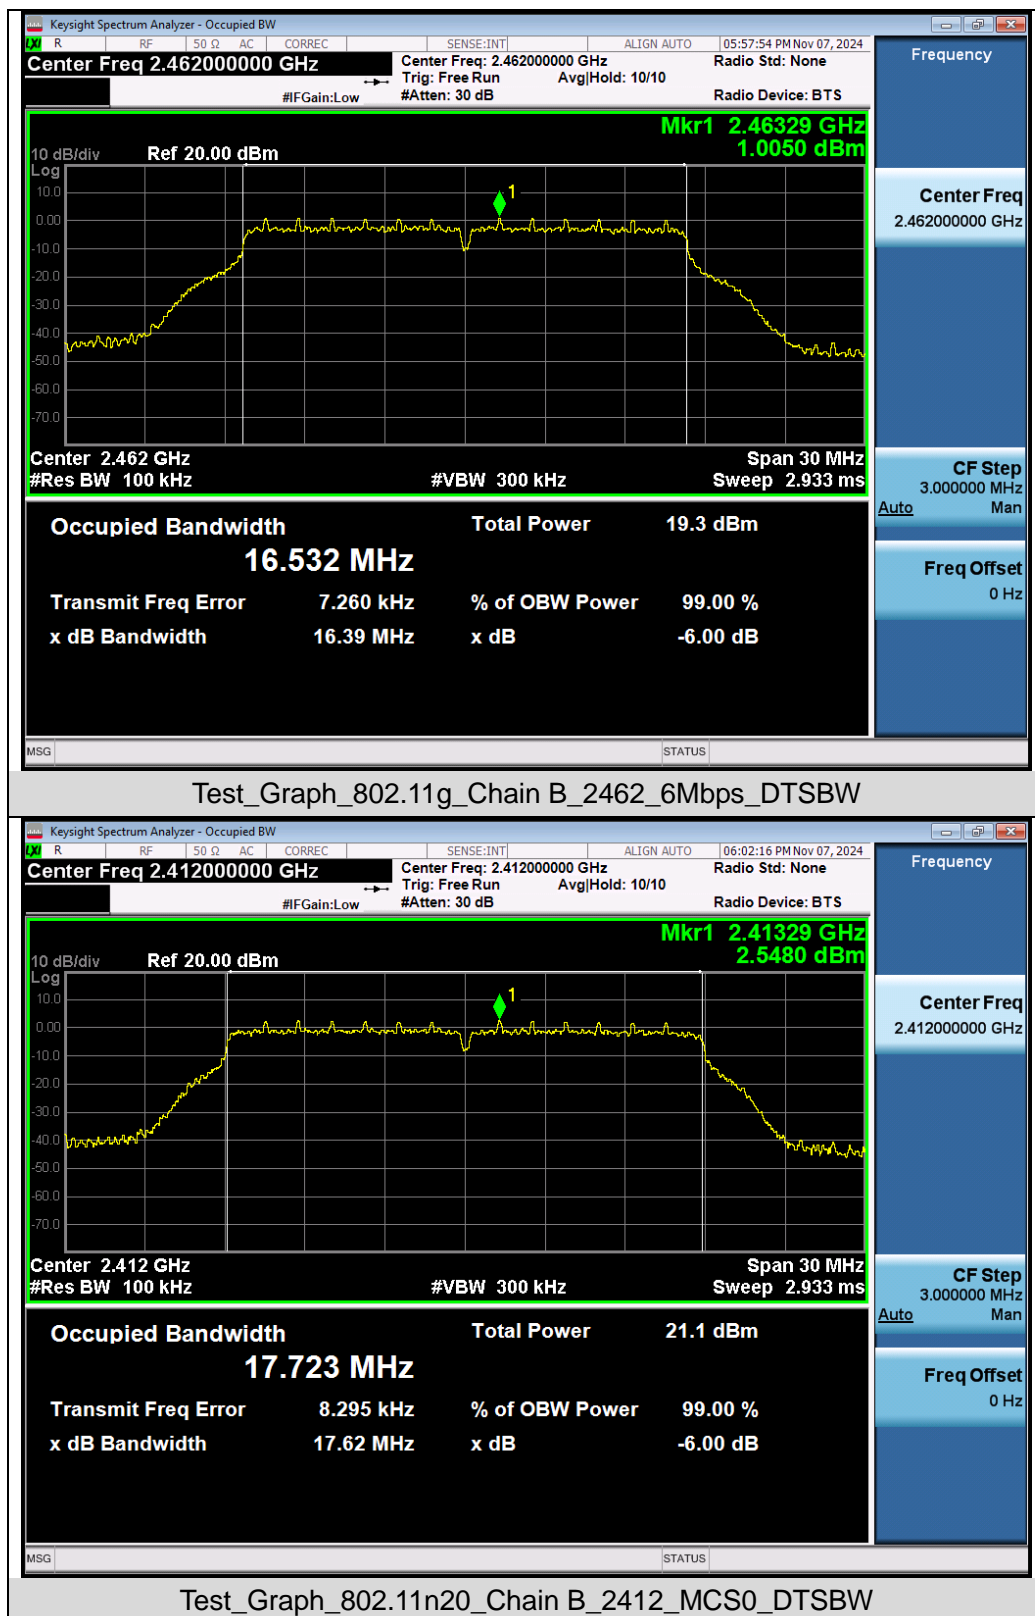 Keysight Spectrum Analyzer - Occupied BW
LXI R RF 50 Ω AC CORREC SENSE:INT ALIGN AUTO 05:57:54 PM Nov 07, 2024
Center Freq 2.462000000 GHz
Center Freq: 2.462000000 GHz Radio Std: None
Trig: Free Run Avg|Hold: 10/10
#IFGain:Low #Atten: 30 dB Radio Device: BTS
Frequency
Mkr1 2.46329 GHz
1.0050 dBm
10 dB/div Ref 20.00 dBm
Log
10.0
0.00
-10.0
-20.0
-30.0
-40.0
-50.0
-60.0
-70.0
1
Center 2.462 GHz Span 30 MHz
#Res BW 100 kHz #VBW 300 kHz Sweep 2.933 ms
Center Freq
2.462000000 GHz
CF Step
3.000000 MHz
Auto Man
Freq Offset
0 Hz
Occupied Bandwidth Total Power 19.3 dBm
16.532 MHz
Transmit Freq Error 7.260 kHz % of OBW Power 99.00 %
x dB Bandwidth 16.39 MHz x dB -6.00 dB
MSG STATUS
Test_Graph_802.11g_Chain B_2462_6Mbps_DTSBW
Keysight Spectrum Analyzer - Occupied BW
LXI R RF 50 Ω AC CORREC SENSE:INT ALIGN AUTO 06:02:16 PM Nov 07, 2024
Center Freq 2.412000000 GHz
Center Freq: 2.412000000 GHz Radio Std: None
Trig: Free Run Avg|Hold: 10/10
#IFGain:Low #Atten: 30 dB Radio Device: BTS
Frequency
Mkr1 2.41329 GHz
2.5480 dBm
10 dB/div Ref 20.00 dBm
Log
10.0
0.00
-10.0
-20.0
-30.0
-40.0
-50.0
-60.0
-70.0
1
Center 2.412 GHz Span 30 MHz
#Res BW 100 kHz #VBW 300 kHz Sweep 2.933 ms
Center Freq
2.412000000 GHz
CF Step
3.000000 MHz
Auto Man
Freq Offset
0 Hz
Occupied Bandwidth Total Power 21.1 dBm
17.723 MHz
Transmit Freq Error 8.295 kHz % of OBW Power 99.00 %
x dB Bandwidth 17.62 MHz x dB -6.00 dB
MSG STATUS
Test_Graph_802.11n20_Chain B_2412_MCS0_DTSBW